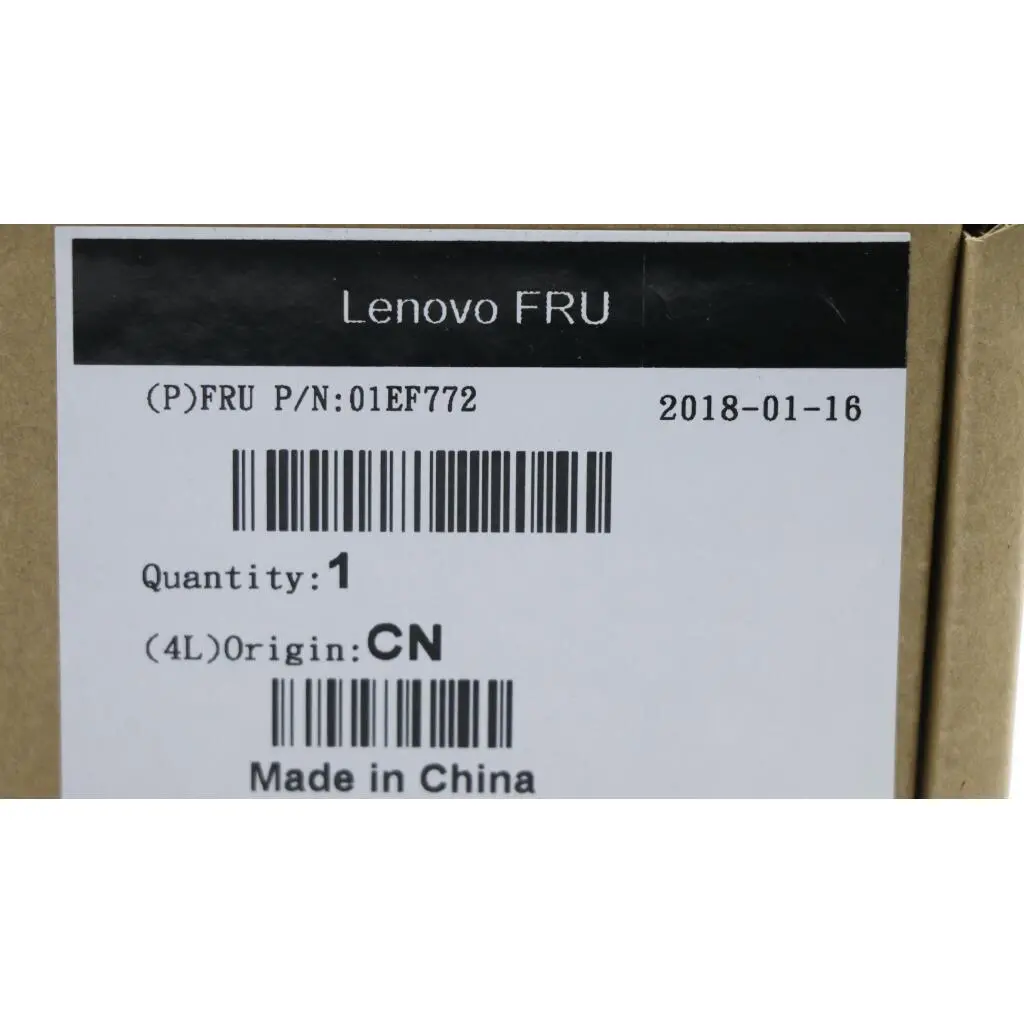 Lenovo FRU
(P)FRU P/N:01EF772 2018-01-16
Quantity:1
(4L)Origin:CN
Made in China